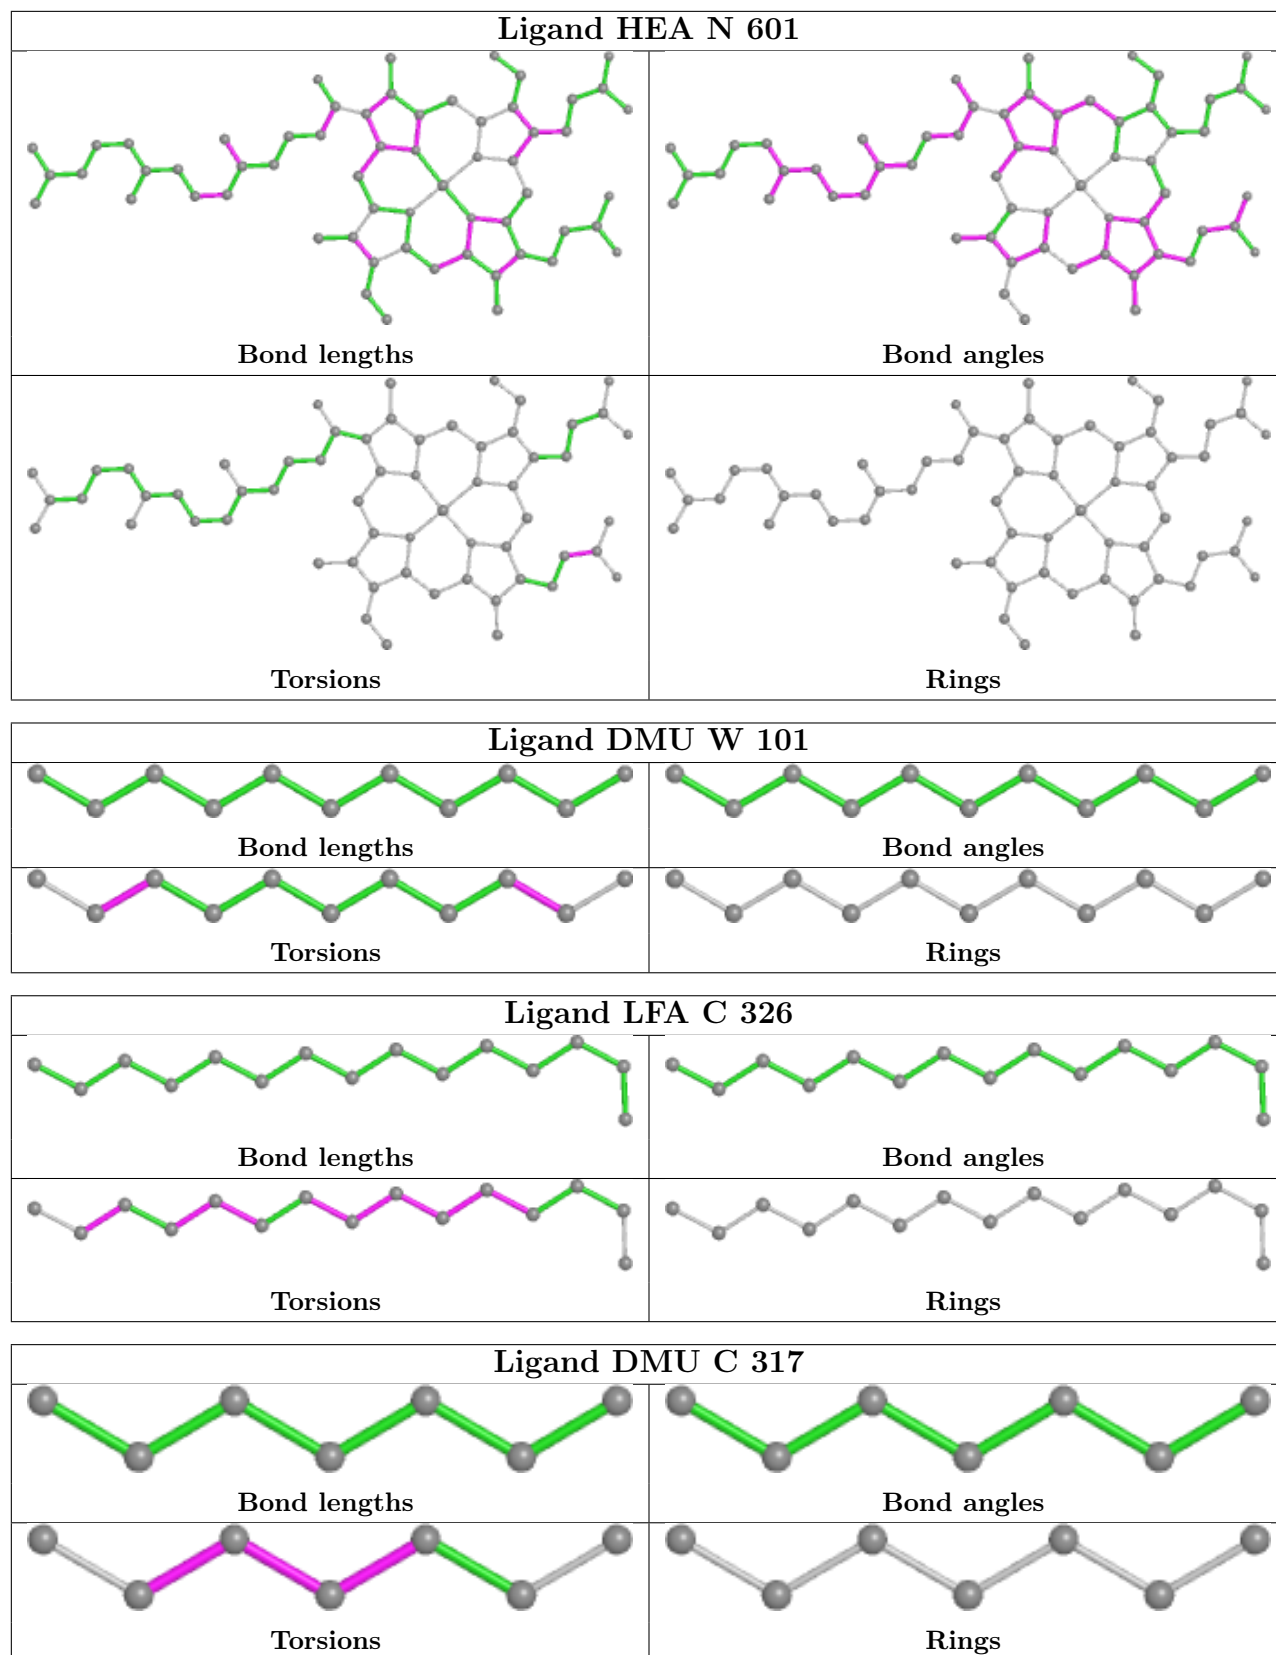 Ligand HEA N 601
Bond lengths
Bond angles
Torsions
Rings
Ligand DMU W 101
Bond lengths
Bond angles
Torsions
Rings
Ligand LFA C 326
Bond lengths
Bond angles
Torsions
Rings
Ligand DMU C 317
Bond lengths
Bond angles
Torsions
Rings